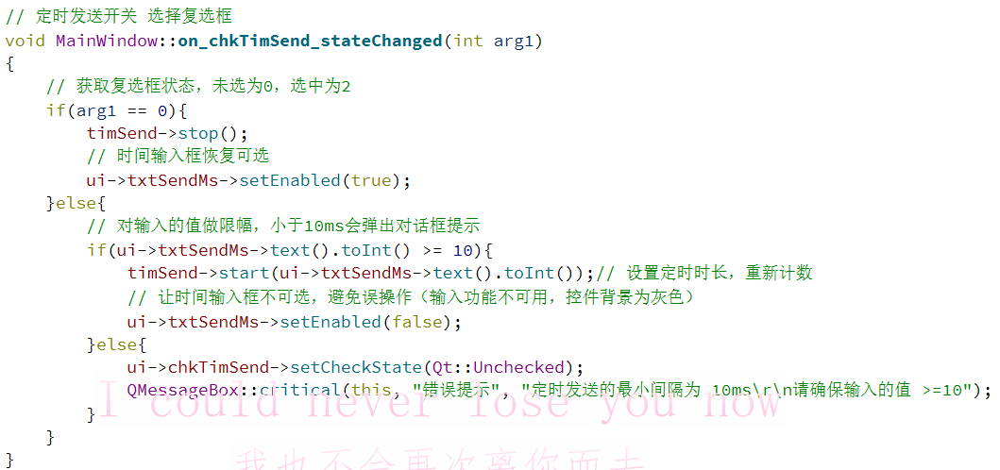 // 定时发送开关 选择复选框
void MainWindow::on_chkTimSend_stateChanged(int arg1)
{
    // 获取复选框状态，未选为0，选中为2
    if(arg1 == 0){
        timSend->stop();
        // 时间输入框恢复可选
        ui->txtSendMs->setEnabled(true);
    }else{
        // 对输入的值做限幅，小于10ms会弹出对话框提示
        if(ui->txtSendMs->text().toInt() >= 10){
            timSend->start(ui->txtSendMs->text().toInt());// 设置定时时长，重新计数
            // 让时间输入框不可选，避免误操作（输入功能不可用，控件背景为灰色）
            ui->txtSendMs->setEnabled(false);
        }else{
            ui->chkTimSend->setCheckState(Qt::Unchecked);
            QMessageBox::critical(this, "错误提示", "定时发送的最小间隔为 10ms\r\n请确保输入的值 >=10");
I could never lose you now
        }
    }
我也不会再次离你而去
}